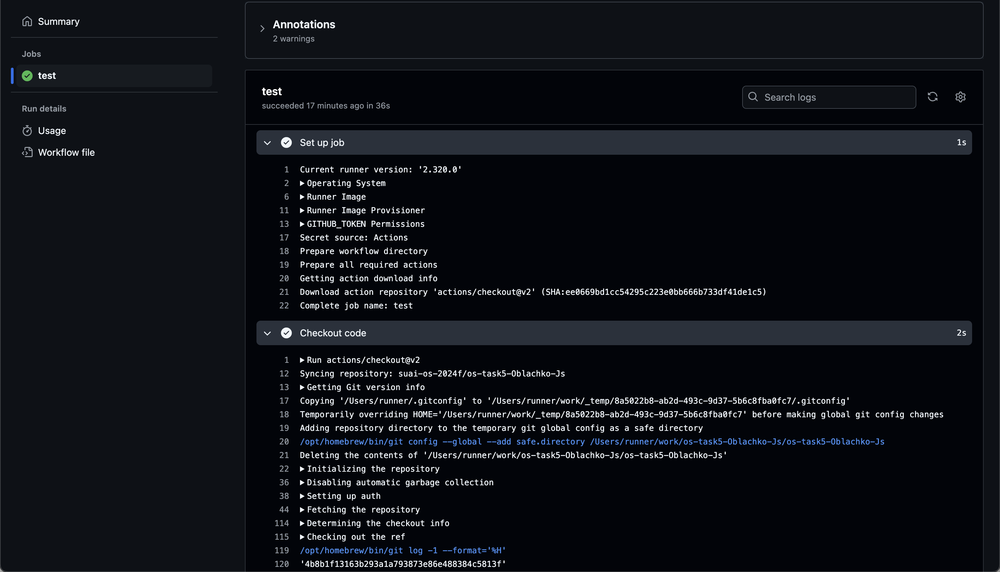 Summary
Jobs
test
Run details
Usage
Workflow file
Annotations
2 warnings
test
succeeded 17 minutes ago in 36s
Search logs
Set up job 1s
1 Current runner version: '2.320.0'
2 Operating System
6 Runner Image
11 Runner Image Provisioner
13 GITHUB_TOKEN Permissions
17 Secret source: Actions
18 Prepare workflow directory
19 Prepare all required actions
20 Getting action download info
21 Download action repository 'actions/checkout@v2' (SHA:ee0669bd1cc54295c223e0bb666b733df41de1c5)
22 Complete job name: test
Checkout code 2s
1 Run actions/checkout@v2
12 Syncing repository: suai-os-2024f/os-task5-Oblachko-Js
13 Getting Git version info
17 Copying '/Users/runner/.gitconfig' to '/Users/runner/work/_temp/8a5022b8-ab2d-493c-9d37-5b6c8fba0fc7/.gitconfig'
18 Temporarily overriding HOME='/Users/runner/work/_temp/8a5022b8-ab2d-493c-9d37-5b6c8fba0fc7' before making global git config changes
19 Adding repository directory to the temporary git global config as a safe directory
20 /opt/homebrew/bin/git config --global --add safe.directory /Users/runner/work/os-task5-Oblachko-Js/os-task5-Oblachko-Js
21 Deleting the contents of '/Users/runner/work/os-task5-Oblachko-Js/os-task5-Oblachko-Js'
22 Initializing the repository
36 Disabling automatic garbage collection
38 Setting up auth
44 Fetching the repository
114 Determining the checkout info
115 Checking out the ref
119 /opt/homebrew/bin/git log -1 --format='%H'
120 '4b8b1f13163b293a1a793873e86e488384c5813f'